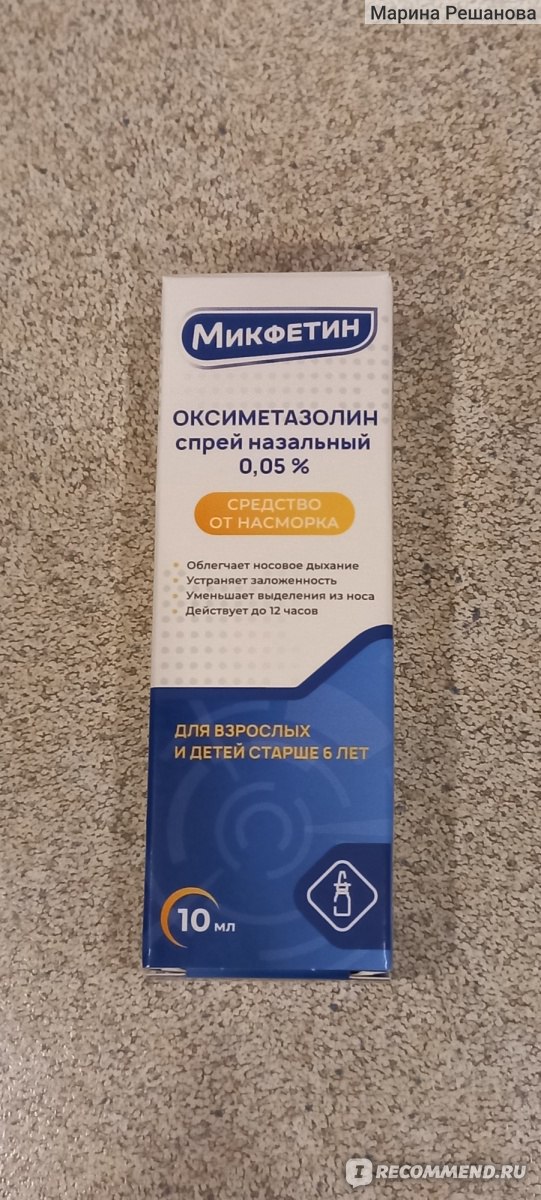 Марина Решанова
МИКФЕТИН
ОКСИМЕТАЗОЛИН
спрей назальный
0,05 %
СРЕДСТВО
ОТ НАСМОРКА
Облегчает носовое дыхание
Устраняет заложенность
Уменьшает выделения из носа
Действует до 12 часов
ДЛЯ ВЗРОСЛЫХ
И ДЕТЕЙ СТАРШЕ 6 ЛЕТ
10 мл
IRECOMMEND.RU